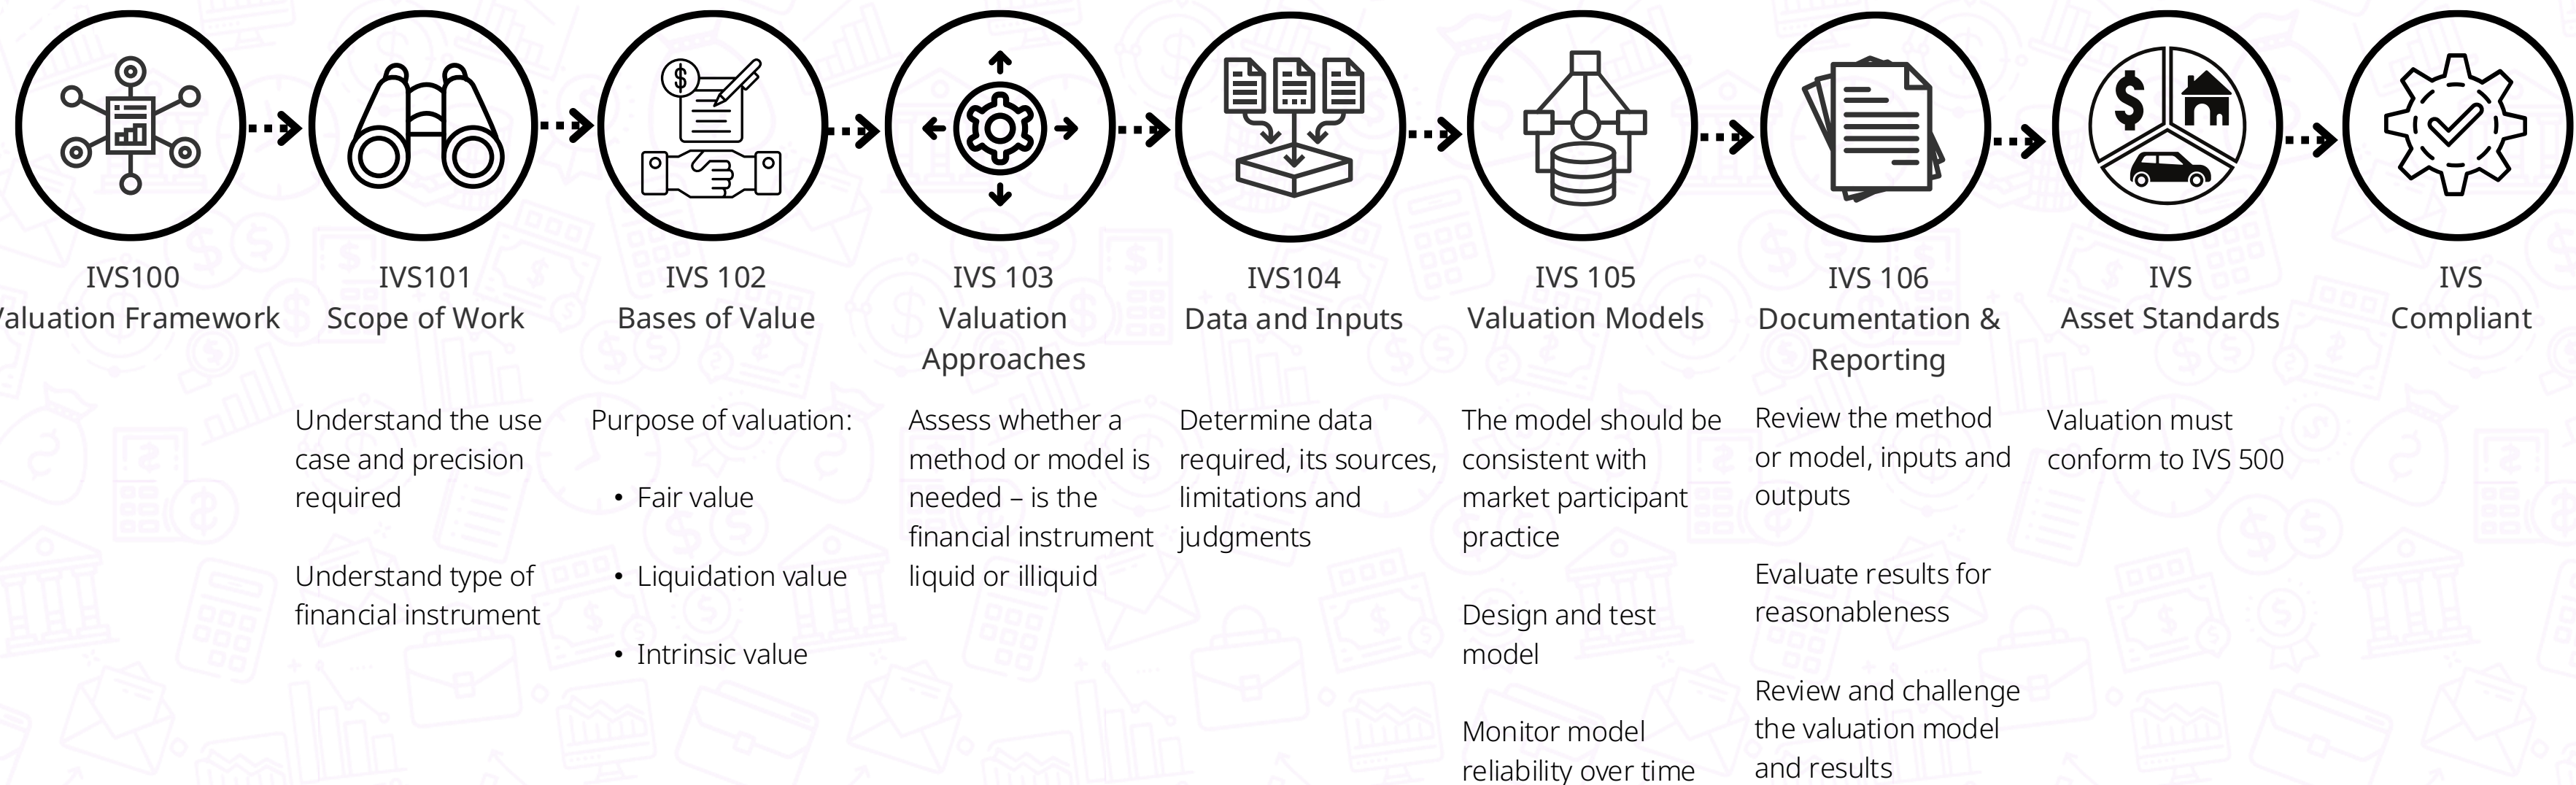 IVS100
Valuation Framework
IVS101
Scope of Work
IVS 102
Bases of Value
IVS 103
Valuation
Approaches
IVS104
Data and Inputs
IVS 105
Valuation Models
IVS 106
Documentation &
Reporting
IVS
Asset Standards
IVS
Compliant
Understand the use
case and precision
required
Understand type of
financial instrument
Purpose of valuation:
• Fair value
• Liquidation value
• Intrinsic value
Assess whether a
method or model is
needed – is the
financial instrument
liquid or illiquid
Determine data
required, its sources,
limitations and
judgments
The model should be
consistent with
market participant
practice
Design and test
model
Monitor model
reliability over time
Review the method
or model, inputs and
outputs
Evaluate results for
reasonableness
Review and challenge
the valuation model
and results
Valuation must
conform to IVS 500